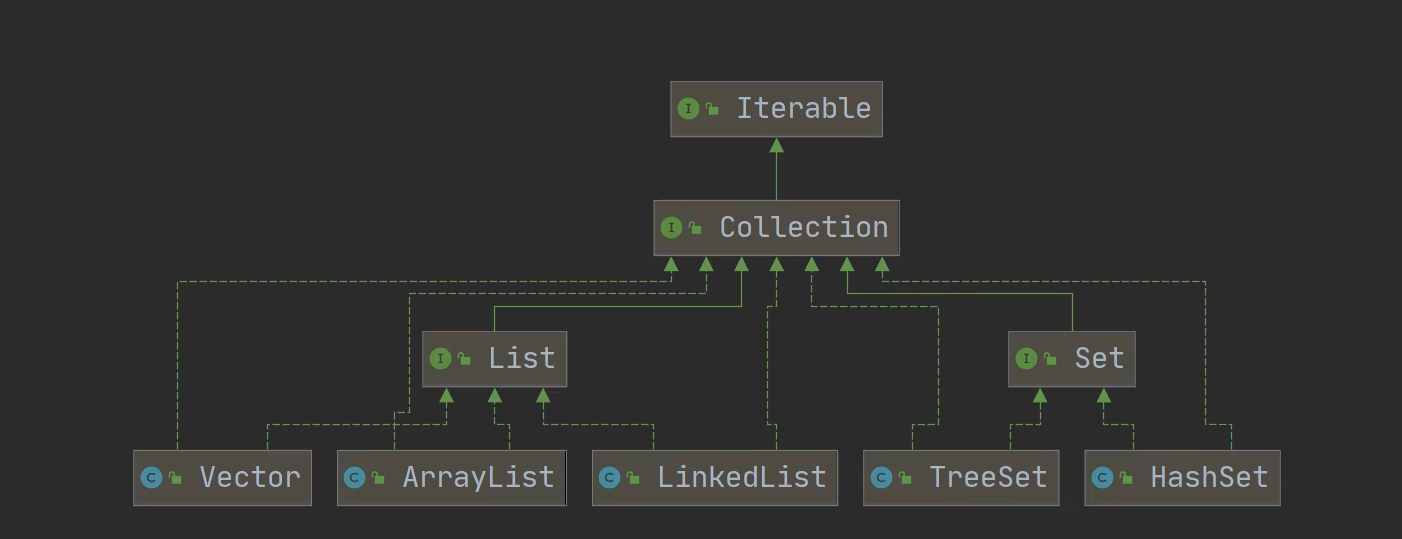 I Iterable
I Collection
I List
I Set
C Vector
C ArrayList
C LinkedList
C TreeSet
C HashSet